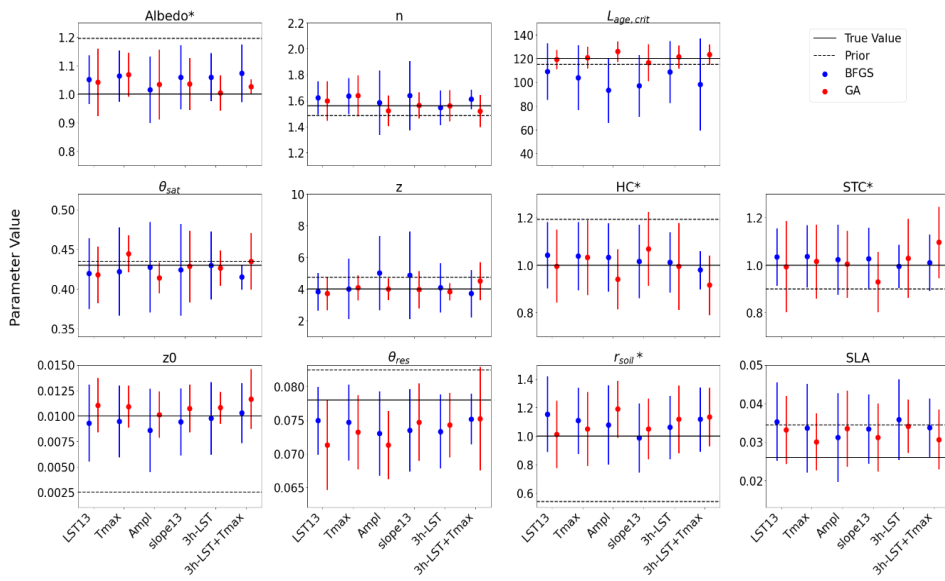 Albedo*
n
L_age,crit
True Value
Prior
BFGS
GA
1.2
1.1
1.0
0.9
0.8
2.2
2.0
1.8
1.6
1.4
1.2
140
120
100
80
60
40
20
θ_sat
z
HC*
STC*
Parameter Value
0.50
0.45
0.40
0.35
10
8
6
4
2
1.2
1.0
0.8
1.2
1.0
0.8
z0
θ_res
r_soil *
SLA
0.0150
0.0125
0.0100
0.0075
0.0050
0.0025
0.080
0.075
0.070
0.065
1.4
1.2
1.0
0.8
0.6
0.05
0.04
0.03
0.02
LST13
Tmax
Ampl
slope13
3h-LST
3h-LST+Tmax
LST13
Tmax
Ampl
slope13
3h-LST
3h-LST+Tmax
LST13
Tmax
Ampl
slope13
3h-LST
3h-LST+Tmax
LST13
Tmax
Ampl
slope13
3h-LST
3h-LST+Tmax